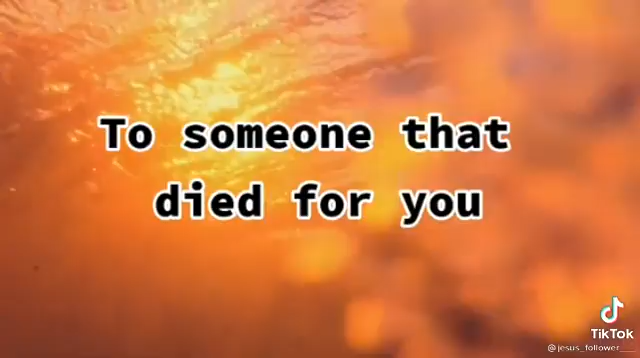 To someone that
died for you
TikTok
@jesus_follower__